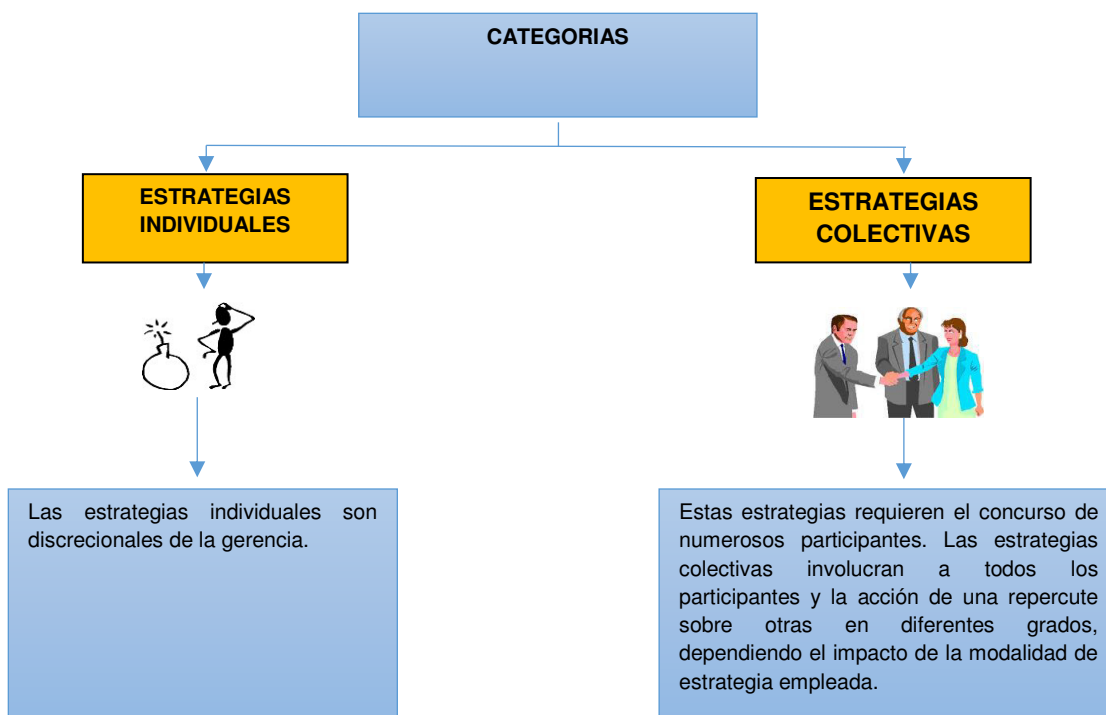 CATEGORIAS
ESTRATEGIAS
INDIVIDUALES
ESTRATEGIAS
COLECTIVAS
Las estrategias individuales son
discrecionales de la gerencia.
Estas estrategias requieren el concurso de
numerosos participantes. Las estrategias
colectivas involucran a todos los
participantes y la acción de una repercute
sobre otras en diferentes grados,
dependiendo el impacto de la modalidad de
estrategia empleada.